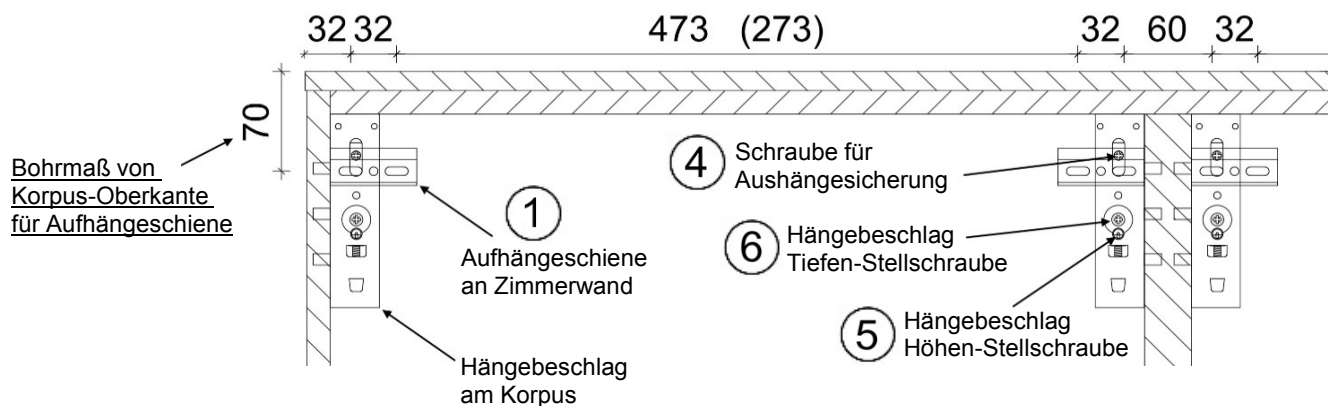 32 32 473 (273) 32 60 32
70
Bohrmaß von
Korpus-Oberkante
für Aufhängeschiene
1
Aufhängeschiene
an Zimmerwand
Hängebeschlag
am Korpus
4
Schraube für
Aushängesicherung
6
Hängebeschlag
Tiefen-Stellschraube
5
Hängebeschlag
Höhen-Stellschraube